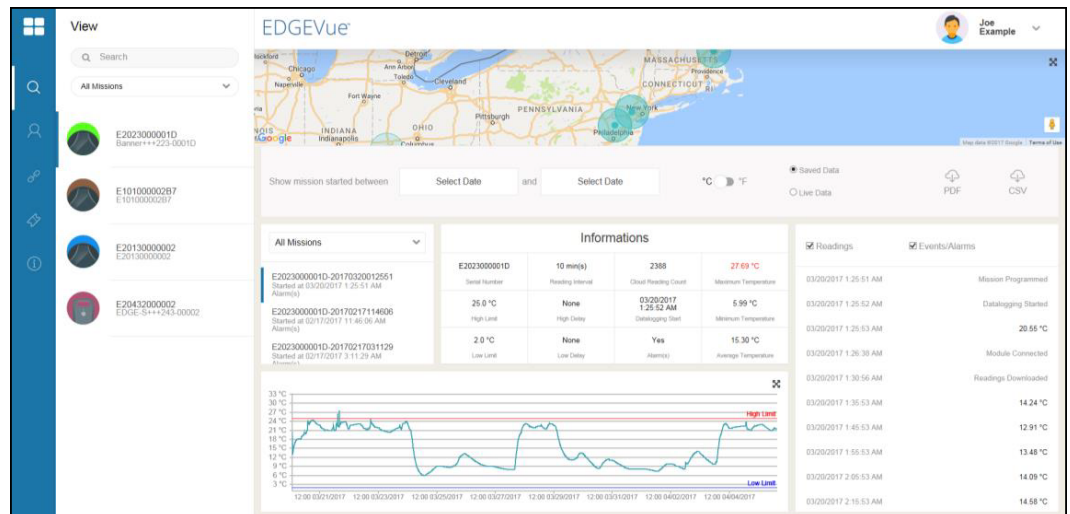 View
Search
All Missions
E2023000001D
Banner+++223-0001D
E101000002B7
E101000002B7
E20130000002
E20130000002
E20432000002
EDGE-S+++243-00002
EDGEVue
Joe
Example
Chicago
Naperville
Fort Wayne
Ann Arbor
Detroit
Toledo
Cleveland
Pittsburgh
PENNSYLVANIA
OHIO
INDIANA
Indianapolis
Columbus
MASSACHUSETTS
Providence
CONNECTICUT
RI
New York
Philadelphia
Google
Map data ©2017 Google
Terms of Use
Show mission started between
Select Date
and
Select Date
°C
°F
Saved Data
Live Data
PDF
CSV
All Missions
E2023000001D-20170320012551
Started at 03/20/2017 1:25:51 AM
Alarm(s)
E2023000001D-20170217114606
Started at 02/17/2017 11:46:06 AM
Alarm(s)
E2023000001D-20170217031129
Started at 02/17/2017 3:11:29 AM
Informations
E2023000001D
Serial Number
10 min(s)
Reading Interval
2388
Cloud Reading Count
27.69 °C
Maximum Temperature
25.0 °C
High Limit
None
High Delay
03/20/2017
1:25:52 AM
Datalogging Start
5.99 °C
Minimum Temperature
2.0 °C
Low Limit
None
Low Delay
Yes
Alarm(s)
15.30 °C
Average Temperature
33 °C
30 °C
27 °C
24 °C
21 °C
18 °C
15 °C
12 °C
9 °C
6 °C
3 °C
High Limit
Low Limit
12:00 03/21/2017 12:00 03/23/2017 12:00 03/25/2017 12:00 03/27/2017 12:00 03/29/2017 12:00 03/31/2017 12:00 04/02/2017 12:00 04/04/2017
Readings
Events/Alarms
03/20/2017 1:25:51 AM Mission Programmed
03/20/2017 1:25:52 AM Datalogging Started
03/20/2017 1:25:53 AM 20.55 °C
03/20/2017 1:26:38 AM Module Connected
03/20/2017 1:30:56 AM Readings Downloaded
03/20/2017 1:35:53 AM 14.24 °C
03/20/2017 1:45:53 AM 12.91 °C
03/20/2017 1:55:53 AM 13.48 °C
03/20/2017 2:05:53 AM 14.09 °C
03/20/2017 2:15:53 AM 14.58 °C